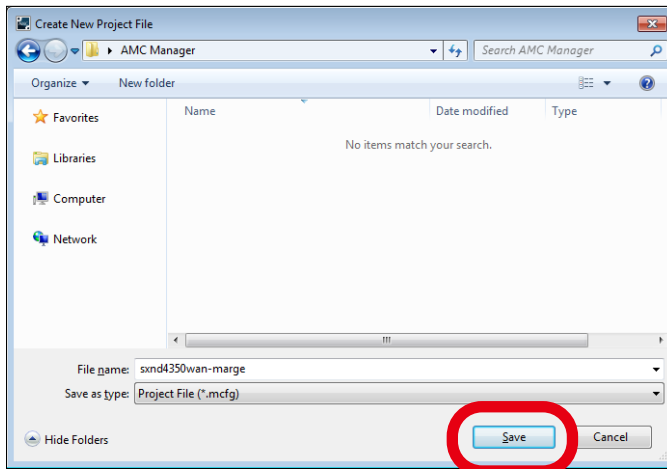 Create New Project File
AMC Manager
Search AMC Manager
Organize
New folder
Name
Date modified
Type
Favorites
Libraries
Computer
Network
No items match your search.
File name: sxnd4350wan-marge
Save as type: Project File (*.mcfg)
Hide Folders
Save
Cancel